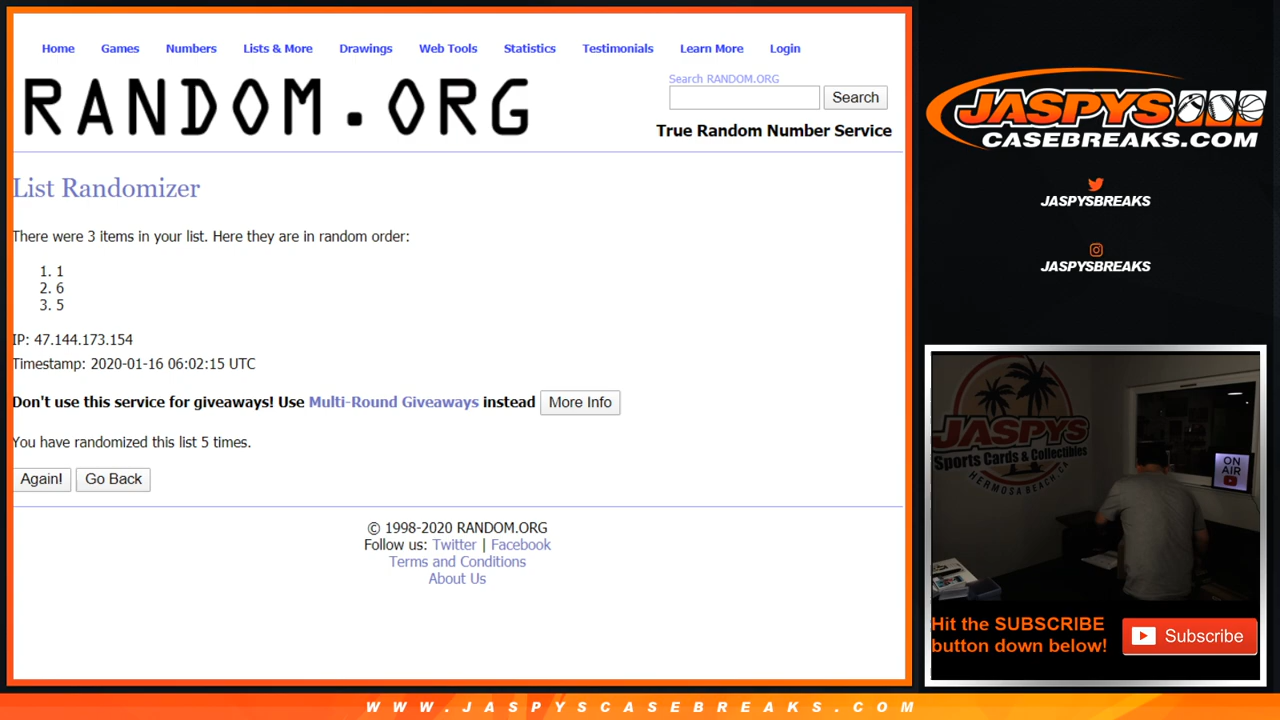 Home Games Numbers Lists & More Drawings Web Tools Statistics Testimonials Learn More Login
RANDOM.ORG
Search RANDOM.ORG
Search
True Random Number Service
List Randomizer
There were 3 items in your list. Here they are in random order:
1. 1
2. 6
3. 5
IP: 47.144.173.154
Timestamp: 2020-01-16 06:02:15 UTC
Don't use this service for giveaways! Use Multi-Round Giveaways instead More Info
You have randomized this list 5 times.
Again! Go Back
© 1998-2020 RANDOM.ORG
Follow us: Twitter | Facebook
Terms and Conditions
About Us
JASPYS
CASEBREAKS.COM
JASPYSBREAKS
JASPYSBREAKS
JASPYS
Sports Cards & Collectibles
HERMOSA BEACH, CA
ON
AIR
Hit the SUBSCRIBE
button down below!
Subscribe
WWW.JASPYSCASEBREAKS.COM